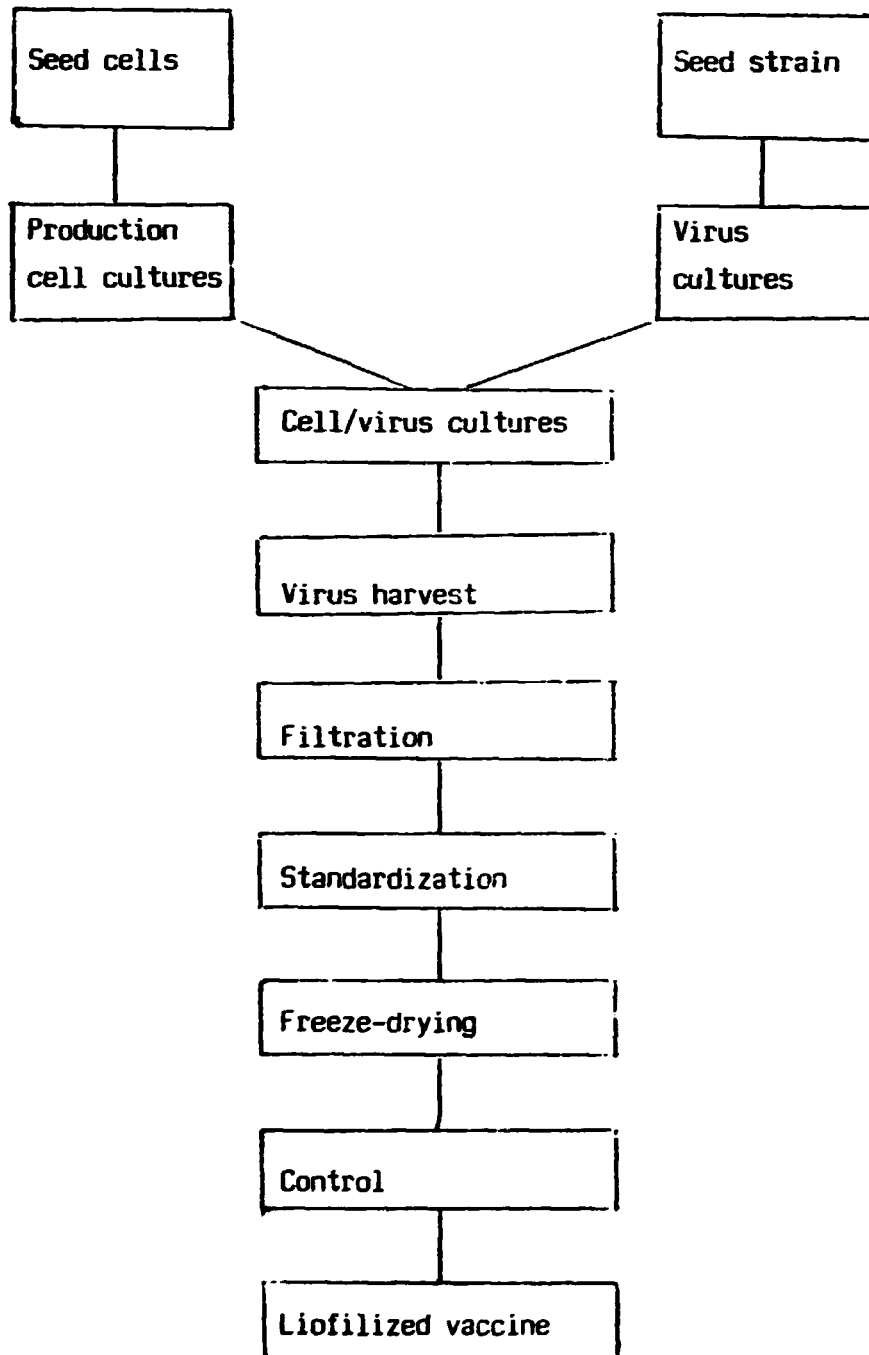 Seed cells
Seed strain
Production
cell cultures
Virus
cultures
Cell/virus cultures
Virus harvest
Filtration
Standardization
Freeze-drying
Control
Liofilized vaccine